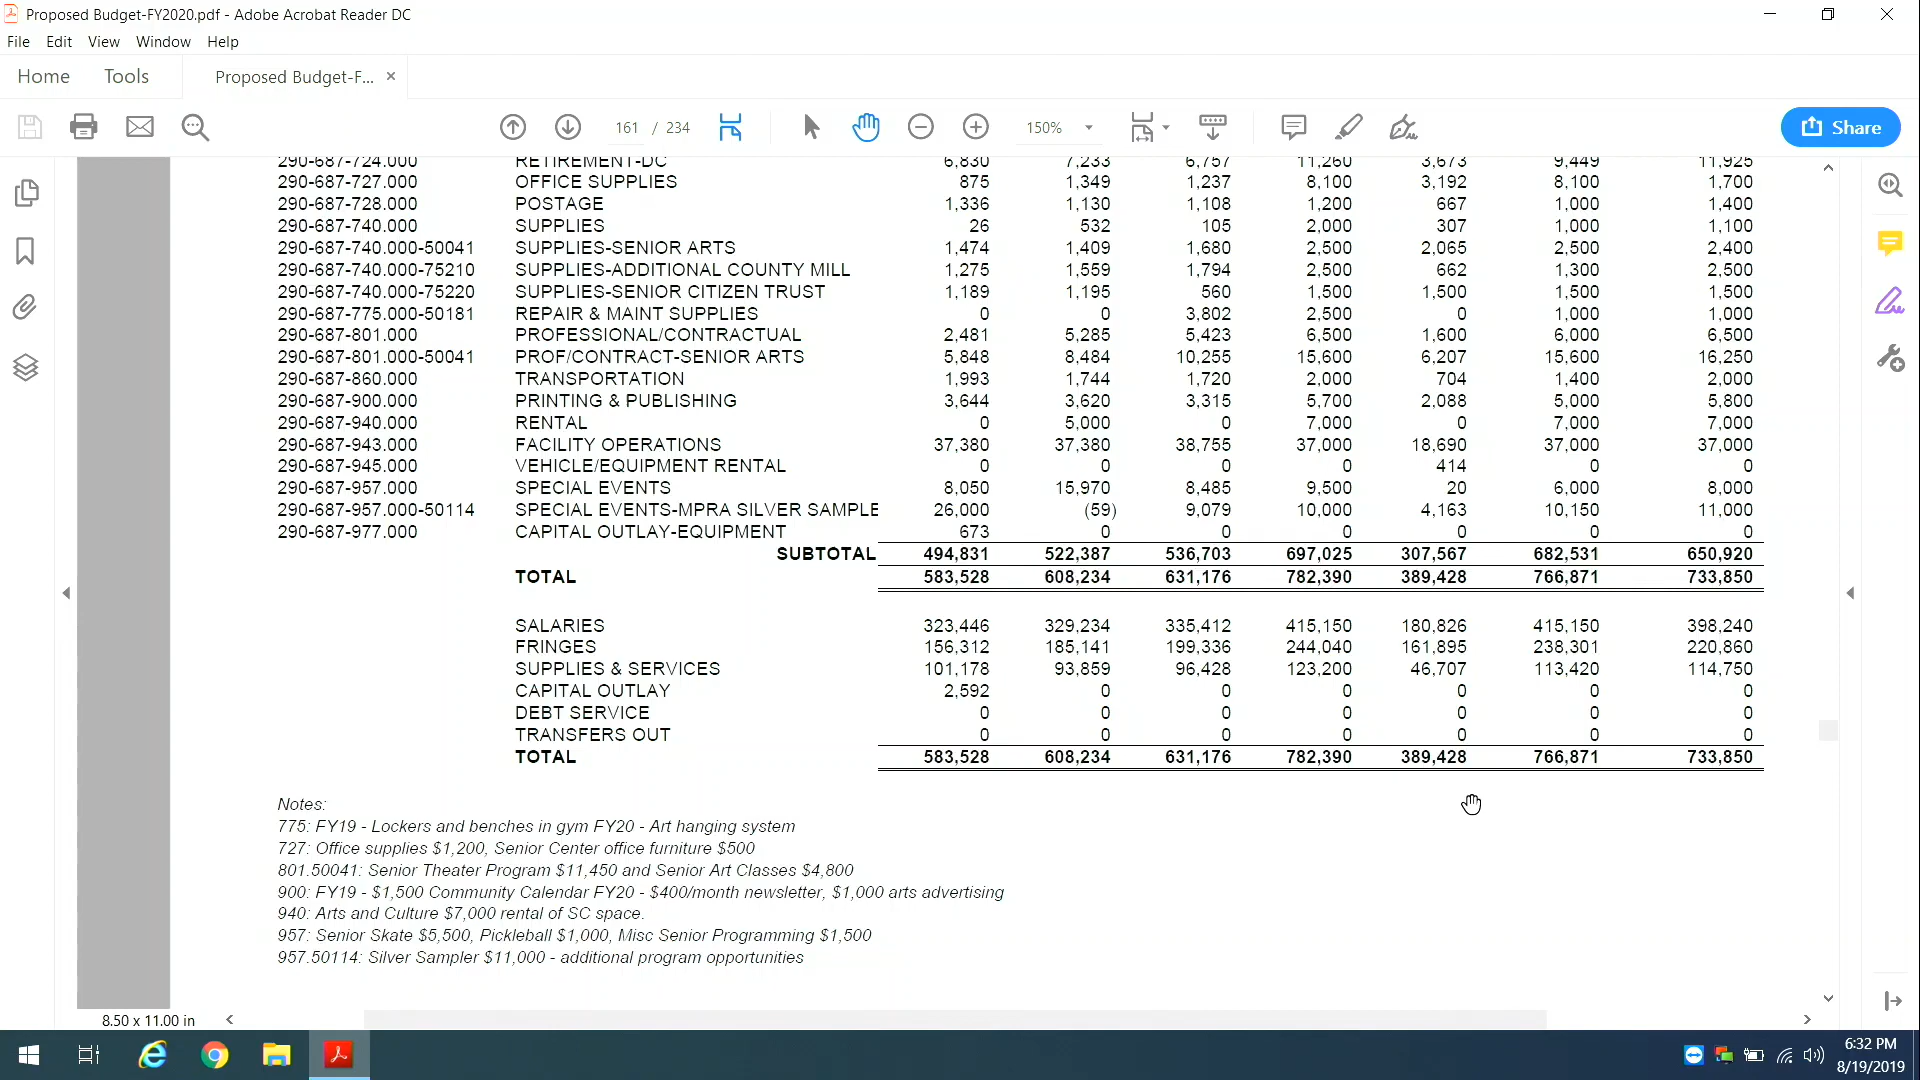 Proposed Budget-FY2020.pdf - Adobe Acrobat Reader DC
File Edit View Window Help
Home Tools Proposed Budget-F... ×
161 / 234 150% Share
290-687-724.000 RETIREMENT-DC 6,830 7,233 6,757 11,260 3,673 9,449 11,925
290-687-727.000 OFFICE SUPPLIES 875 1,349 1,237 8,100 3,192 8,100 1,700
290-687-728.000 POSTAGE 1,336 1,130 1,108 1,200 667 1,000 1,400
290-687-740.000 SUPPLIES 26 532 105 2,000 307 1,000 1,100
290-687-740.000-50041 SUPPLIES-SENIOR ARTS 1,474 1,409 1,680 2,500 2,065 2,500 2,400
290-687-740.000-75210 SUPPLIES-ADDITIONAL COUNTY MILL 1,275 1,559 1,794 2,500 662 1,300 2,500
290-687-740.000-75220 SUPPLIES-SENIOR CITIZEN TRUST 1,189 1,195 560 1,500 1,500 1,500 1,500
290-687-775.000-50181 REPAIR & MAINT SUPPLIES 0 0 3,802 2,500 0 1,000 1,000
290-687-801.000 PROFESSIONAL/CONTRACTUAL 2,481 5,285 5,423 6,500 1,600 6,000 6,500
290-687-801.000-50041 PROF/CONTRACT-SENIOR ARTS 5,848 8,484 10,255 15,600 6,207 15,600 16,250
290-687-860.000 TRANSPORTATION 1,993 1,744 1,720 2,000 704 1,400 2,000
290-687-900.000 PRINTING & PUBLISHING 3,644 3,620 3,315 5,700 2,088 5,000 5,800
290-687-940.000 RENTAL 0 5,000 0 7,000 0 7,000 7,000
290-687-943.000 FACILITY OPERATIONS 37,380 37,380 38,755 37,000 18,690 37,000 37,000
290-687-945.000 VEHICLE/EQUIPMENT RENTAL 0 0 0 0 414 0 0
290-687-957.000 SPECIAL EVENTS 8,050 15,970 8,485 9,500 20 6,000 8,000
290-687-957.000-50114 SPECIAL EVENTS-MPRA SILVER SAMPLE 26,000 (59) 9,079 10,000 4,163 10,150 11,000
290-687-977.000 CAPITAL OUTLAY-EQUIPMENT 673 0 0 0 0 0 0
SUBTOTAL 494,831 522,387 536,703 697,025 307,567 682,531 650,920
TOTAL 583,528 608,234 631,176 782,390 389,428 766,871 733,850
SALARIES 323,446 329,234 335,412 415,150 180,826 415,150 398,240
FRINGES 156,312 185,141 199,336 244,040 161,895 238,301 220,860
SUPPLIES & SERVICES 101,178 93,859 96,428 123,200 46,707 113,420 114,750
CAPITAL OUTLAY 2,592 0 0 0 0 0 0
DEBT SERVICE 0 0 0 0 0 0 0
TRANSFERS OUT 0 0 0 0 0 0 0
TOTAL 583,528 608,234 631,176 782,390 389,428 766,871 733,850
Notes:
775: FY19 - Lockers and benches in gym FY20 - Art hanging system
727: Office supplies $1,200, Senior Center office furniture $500
801.50041: Senior Theater Program $11,450 and Senior Art Classes $4,800
900: FY19 - $1,500 Community Calendar FY20 - $400/month newsletter, $1,000 arts advertising
940: Arts and Culture $7,000 rental of SC space.
957: Senior Skate $5,500, Pickleball $1,000, Misc Senior Programming $1,500
957.50114: Silver Sampler $11,000 - additional program opportunities
8.50 x 11.00 in
6:32 PM
8/19/2019